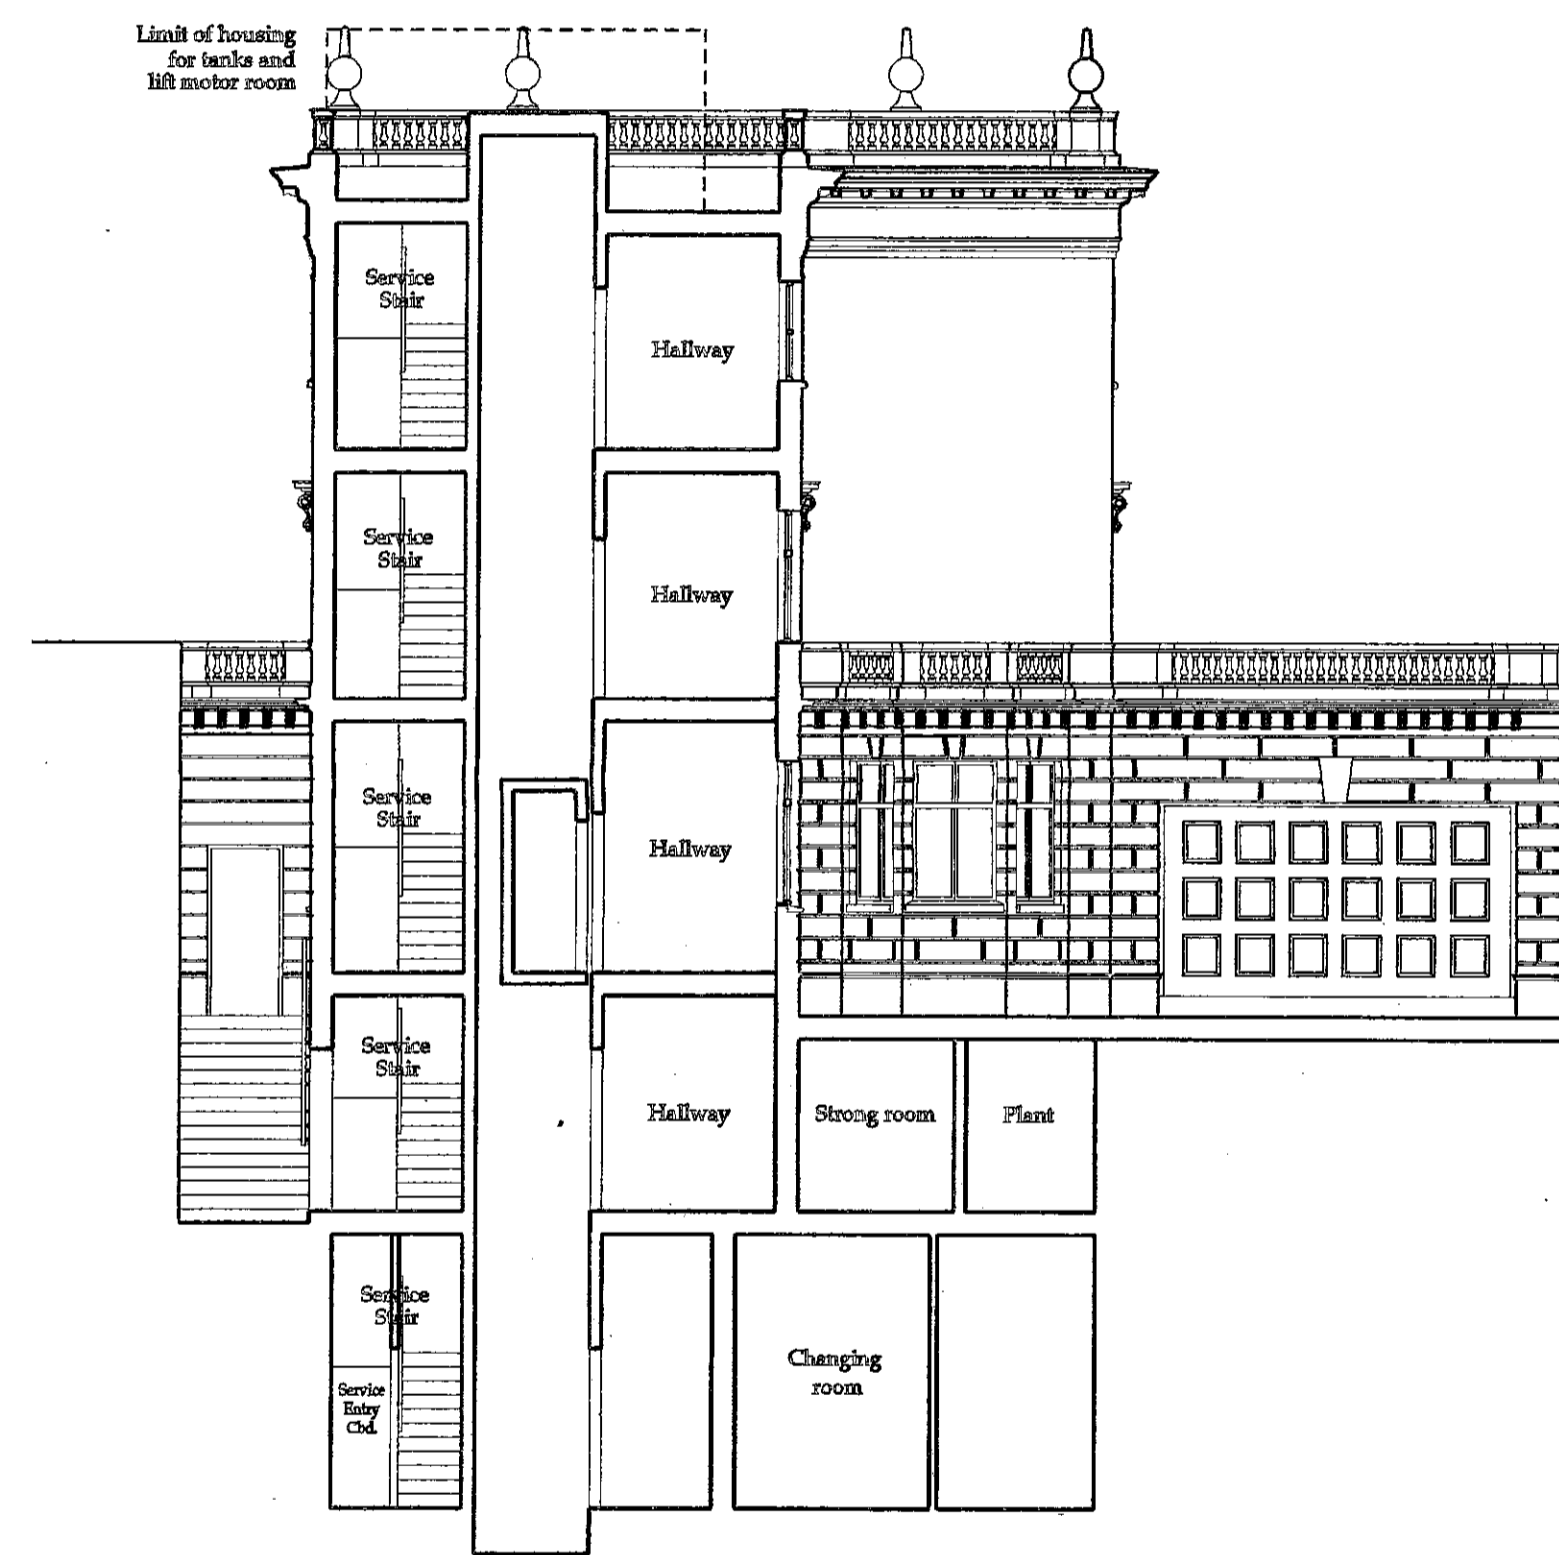 Limit of housing
for tanks and
lift motor room
Service
Stair
Hallway
Service
Stair
Hallway
Service
Stair
Hallway
Service
Stair
Hallway
Strong room
Plant
Service
Stair
Service
Entry
Cbd.
Changing
room